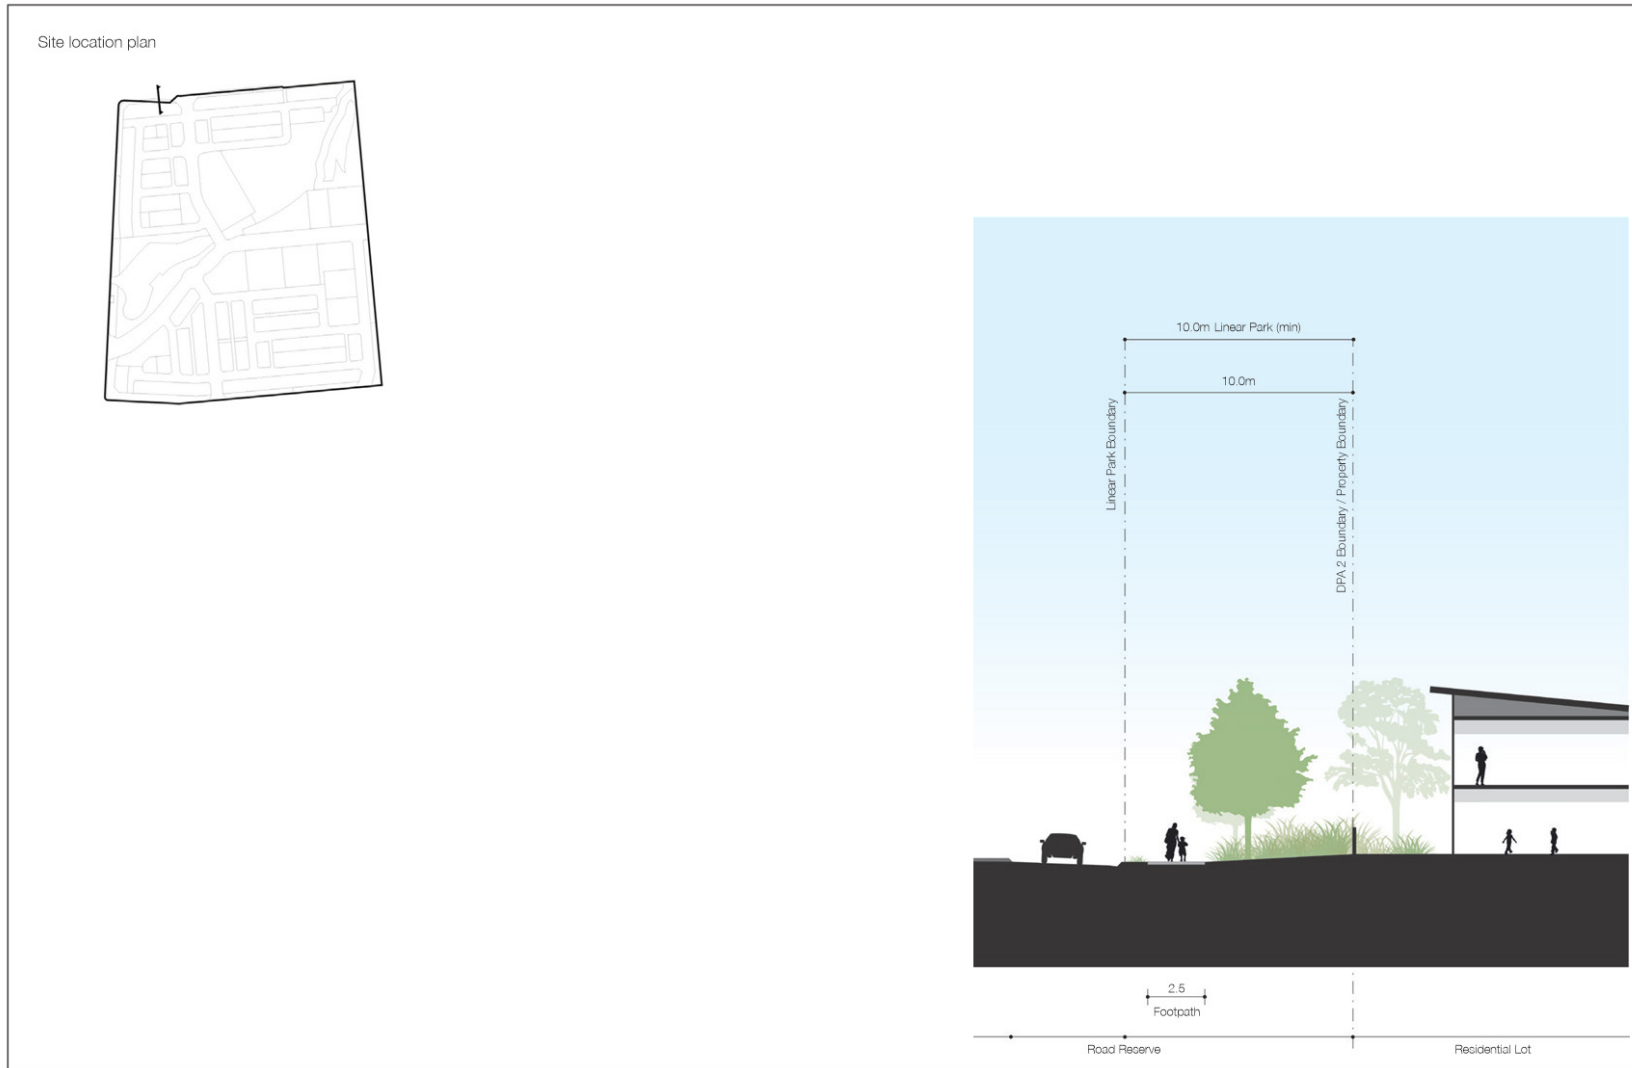 Site location plan
10.0m Linear Park (min)
10.0m
Linear Park Boundary
DPA 2 Boundary / Property Boundary
2.5
Footpath
Road Reserve
Residential Lot